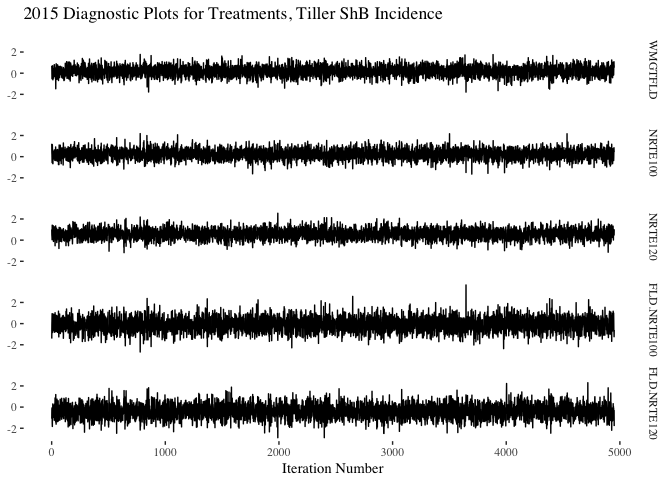 2015 Diagnostic Plots for Treatments, Tiller ShB Incidence
2
0
-2
WMGTFLD
2
0
-2
NRTE100
2
0
-2
NRTE120
2
0
-2
FLD.NRTE100
2
0
-2
FLD.NRTE120
0 1000 2000 3000 4000 5000
Iteration Number